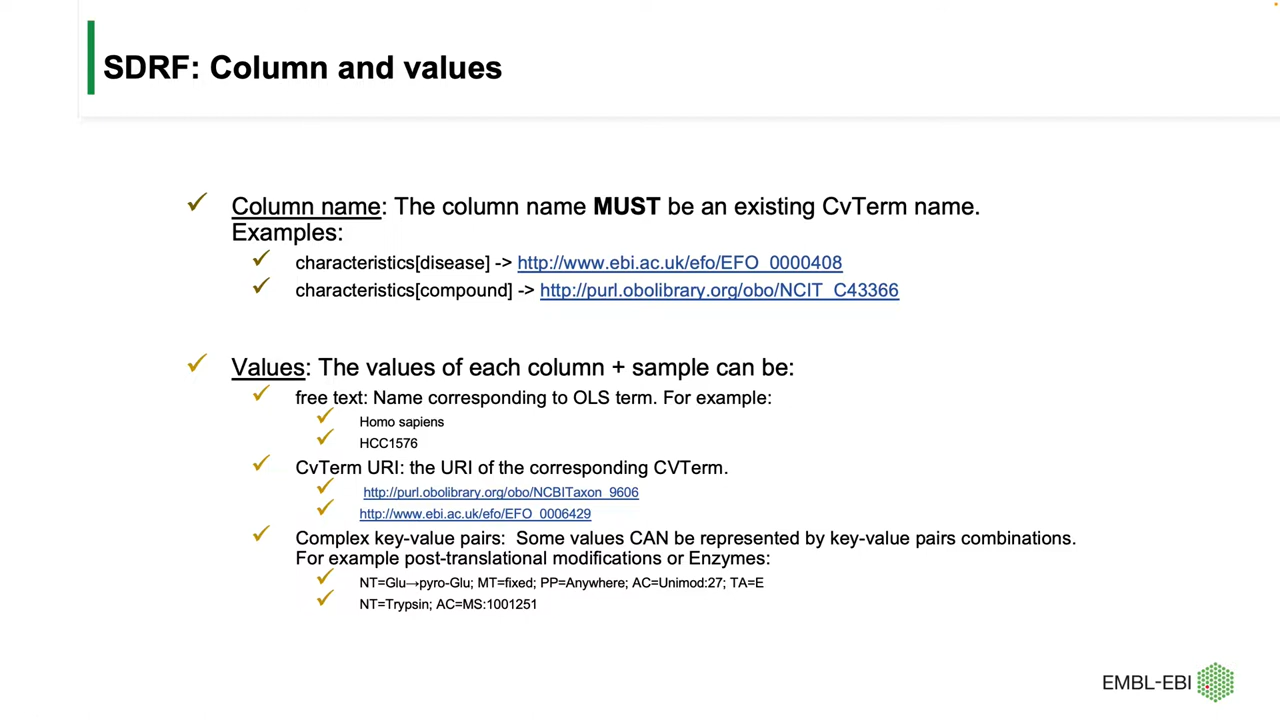 SDRF: Column and values
Column name: The column name MUST be an existing CvTerm name.
Examples:
characteristics[disease] -> http://www.ebi.ac.uk/efo/EFO_0000408
characteristics[compound] -> http://purl.obolibrary.org/obo/NCIT_C43366
Values: The values of each column + sample can be:
free text: Name corresponding to OLS term. For example:
Homo sapiens
HCC1576
CvTerm URI: the URI of the corresponding CVTerm.
http://purl.obolibrary.org/obo/NCBITaxon_9606
http://www.ebi.ac.uk/efo/EFO_0006429
Complex key-value pairs: Some values CAN be represented by key-value pairs combinations.
For example post-translational modifications or Enzymes:
NT=Glu→pyro-Glu; MT=fixed; PP=Anywhere; AC=Unimod:27; TA=E
NT=Trypsin; AC=MS:1001251
EMBL-EBI